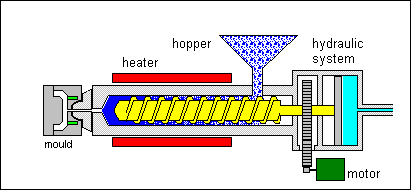 hopper
hydraulic
system
heater
mould
motor